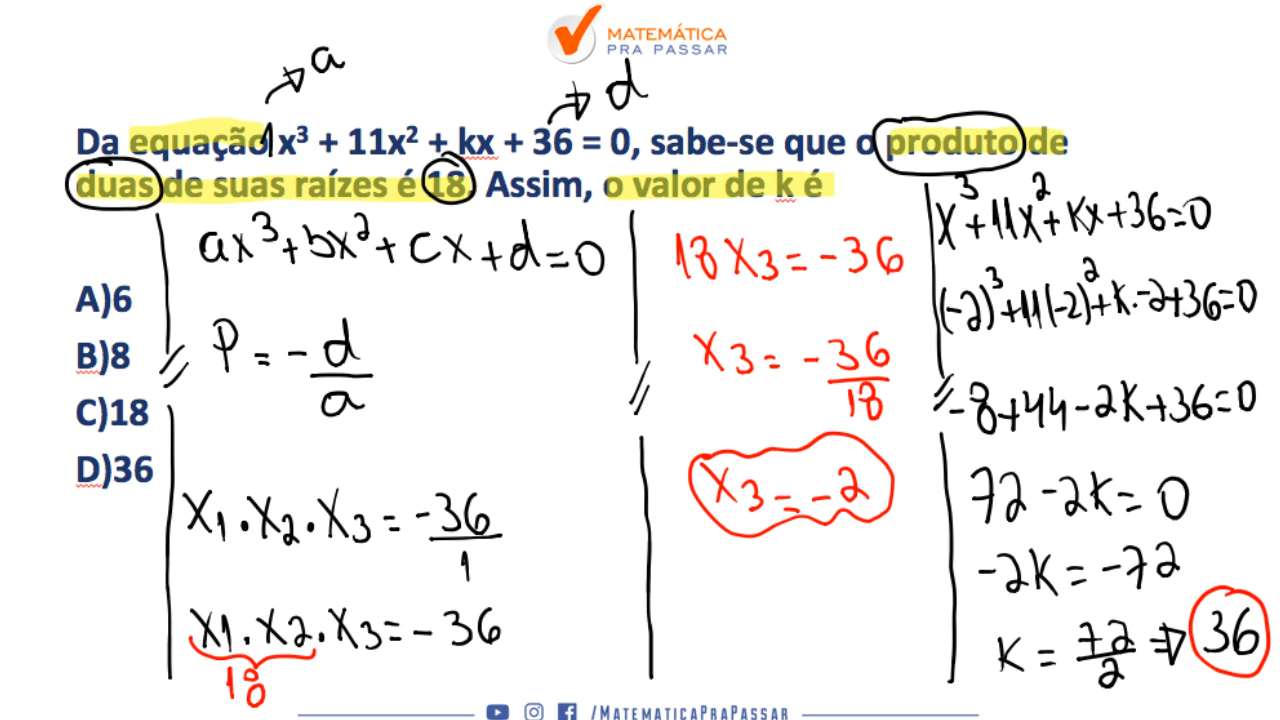 MATEMÁTICA
PRA PASSAR
a
d
Da equação 1x³ + 11x² + kx + 36 = 0, sabe-se que o produto de
duas de suas raízes é 18. Assim, o valor de k é
A)6
B)8
C)18
D)36
ax³+bx²+cx+d=0
P = -d/a
X1·X2·X3=-36/1
X1·X2·X3=-36
18
18X3=-36
X3=-36/18
X3=-2
X³+11X²+KX+36=0
(-2)³+11(-2)²+K·-2+36=0
-8+44-2K+36=0
72-2K=0
-2K=-72
K=72/2⇒36
/MatematicaPraPassar